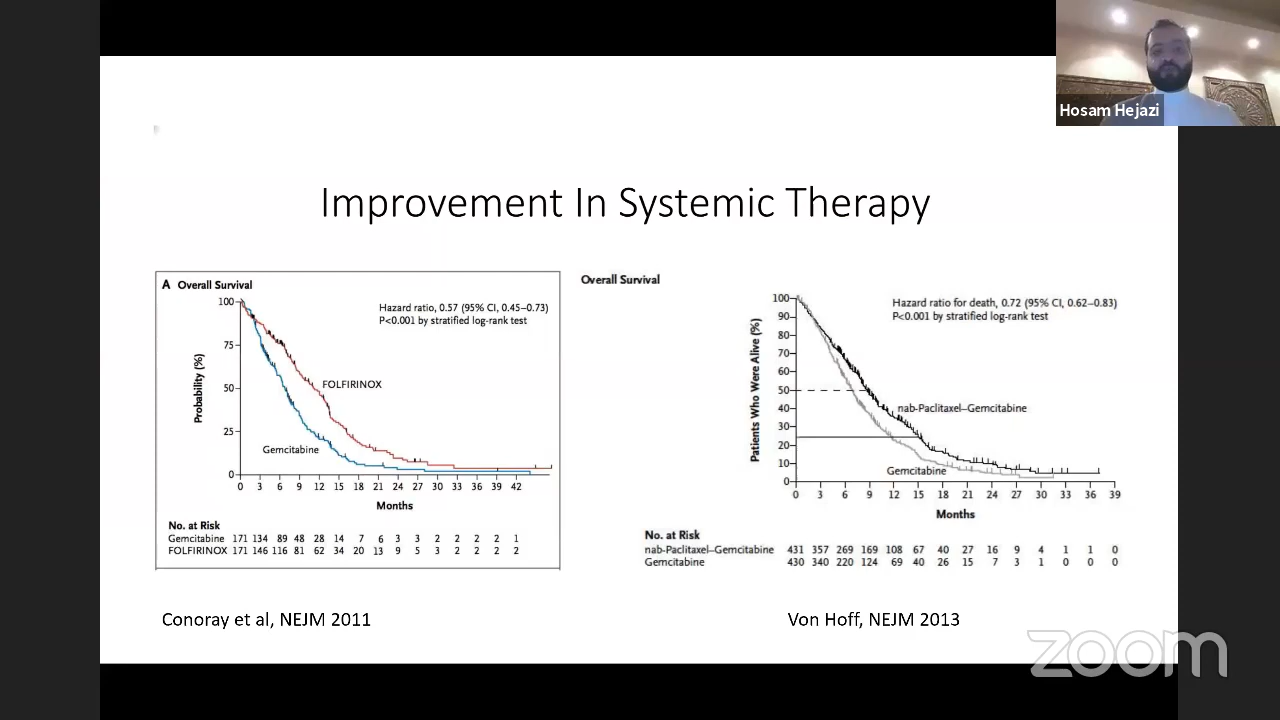 Hosam Hejazi
Improvement In Systemic Therapy
A Overall Survival
Hazard ratio, 0.57 (95% CI, 0.45–0.73)
P<0.001 by stratified log-rank test
100
75
50
25
0
Probability (%)
FOLFIRINOX
Gemcitabine
0 3 6 9 12 15 18 21 24 27 30 33 36 39 42
Months
No. at Risk
Gemcitabine 171 134 89 48 28 14 7 6 3 3 2 2 2 2 1
FOLFIRINOX 171 146 116 81 62 34 20 13 9 5 3 2 2 2 2
Conoray et al, NEJM 2011
Overall Survival
Hazard ratio for death, 0.72 (95% CI, 0.62–0.83)
P<0.001 by stratified log-rank test
100
90
80
70
60
50
40
30
20
10
0
Patients Who Were Alive (%)
nab-Paclitaxel–Gemcitabine
Gemcitabine
0 3 6 9 12 15 18 21 24 27 30 33 36 39
Months
No. at Risk
nab-Paclitaxel–Gemcitabine 431 357 269 169 108 67 40 27 16 9 4 1 1 0
Gemcitabine 430 340 220 124 69 40 26 15 7 3 1 0 0 0
Von Hoff, NEJM 2013
zoom